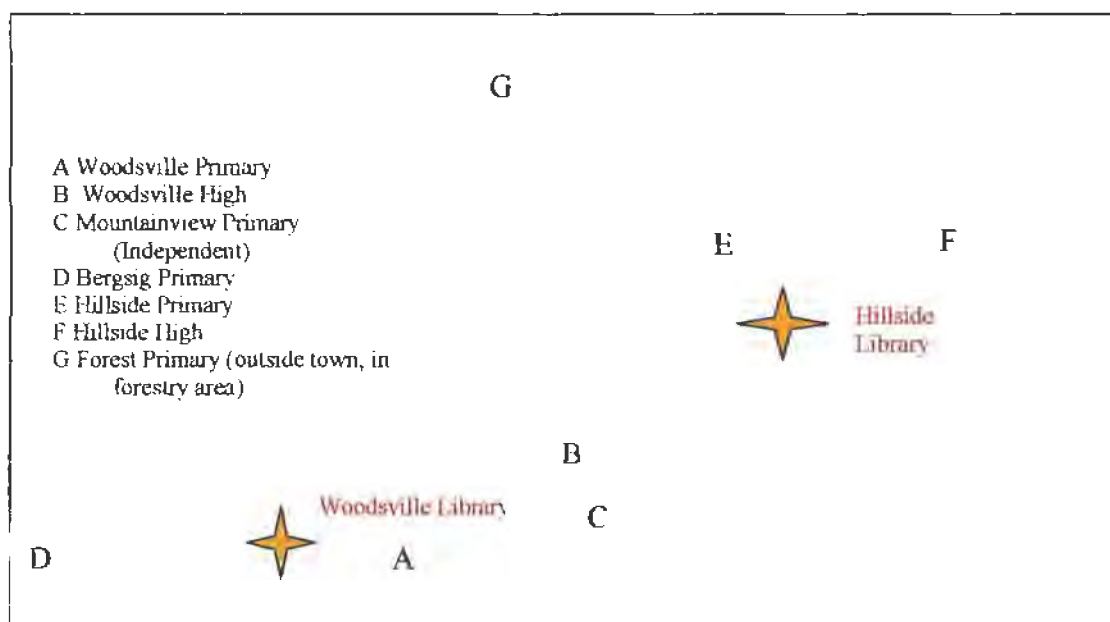 G
A Woodsville Primary
B Woodsville High
C Mountainview Primary
(Independent)
D Bergsig Primary
E Hillside Primary
F Hillside High
G Forest Primary (outside town, in
forestry area)
E
F
Hillside
Library
B
Woodsville Library
C
D
A